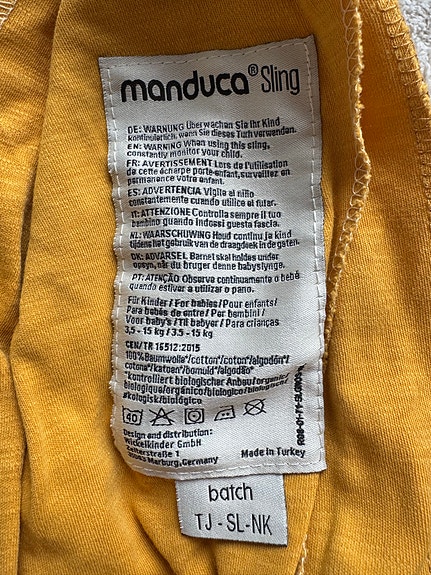 manduca® Sling
DE: WARNUNG Überwachen Sie Ihr Kind
kontinuierlich, wenn Sie dieses Tuch verwenden.
EN: WARNING When using this sling,
constantly monitor your child.
FR: AVERTISSEMENT Lors de l'utilisation
de cette écharpe porte-enfant, surveillez en
permanence votre enfant.
ES: ADVERTENCIA Vigile al niño
constantemente cuando utilice el fular.
IT: ATTENZIONE Controlla sempre il tuo
bambino quando indossi questa fascia.
NL: WAARSCHUWING Houd continu je kind
tijdens het gebruik van de draagdoek in de gaten.
DK: ADVARSEL Barnet skal holdes under
opsyn, når du bruger denne babyslynge.
PT: ATENÇÃO Observe continuamente o bebé
quando estiver a utilizar o pano.
Für Kinder / For babies / Pour enfants/
Para bebés de entre / Per bambini /
Voor baby's / Til babyer / Para crianças
3,5 - 15 kg / 3.5 - 15 kg
CEN/TR 16512:2015
100% Baumwolle*/cotton*/coton*/algodón*/
cotone*/katoen*/bomuld*/algodão*
*kontrolliert biologischer Anbau/organic/
biologique/orgánico/biologico/biologisch/
økologisk/biológico
40
Design and distribution:
Wickelkinder GmbH
Zeiterstraße 1
Marburg, Germany
Made in Turkey
batch
TJ - SL-NK